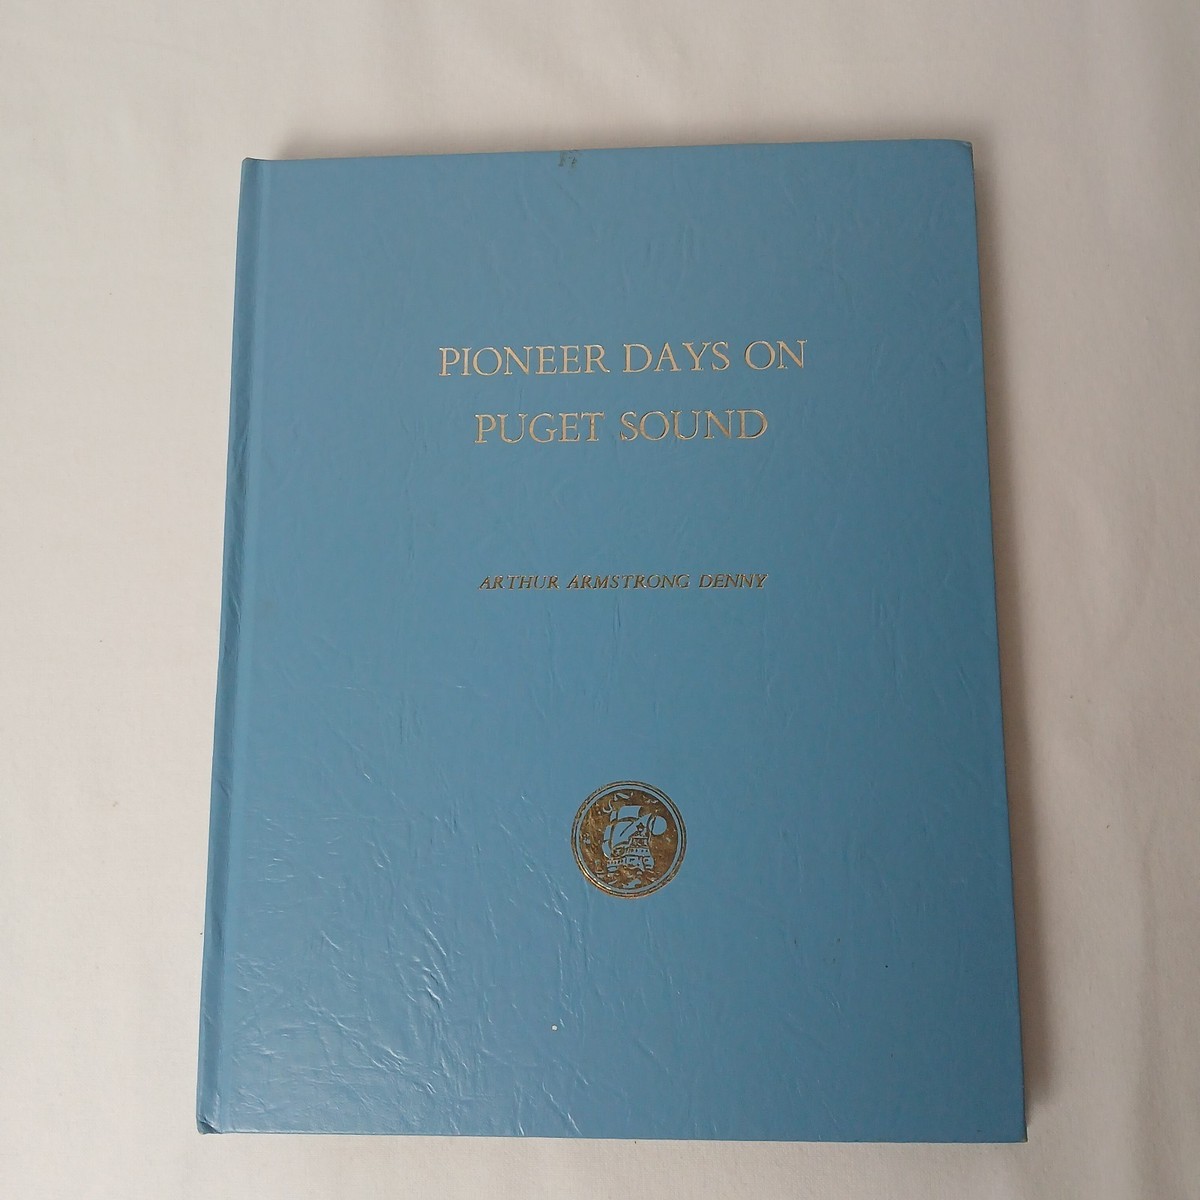 PIONEER DAYS ON
PUGET SOUND
ARTHUR ARMSTRONG DENNY